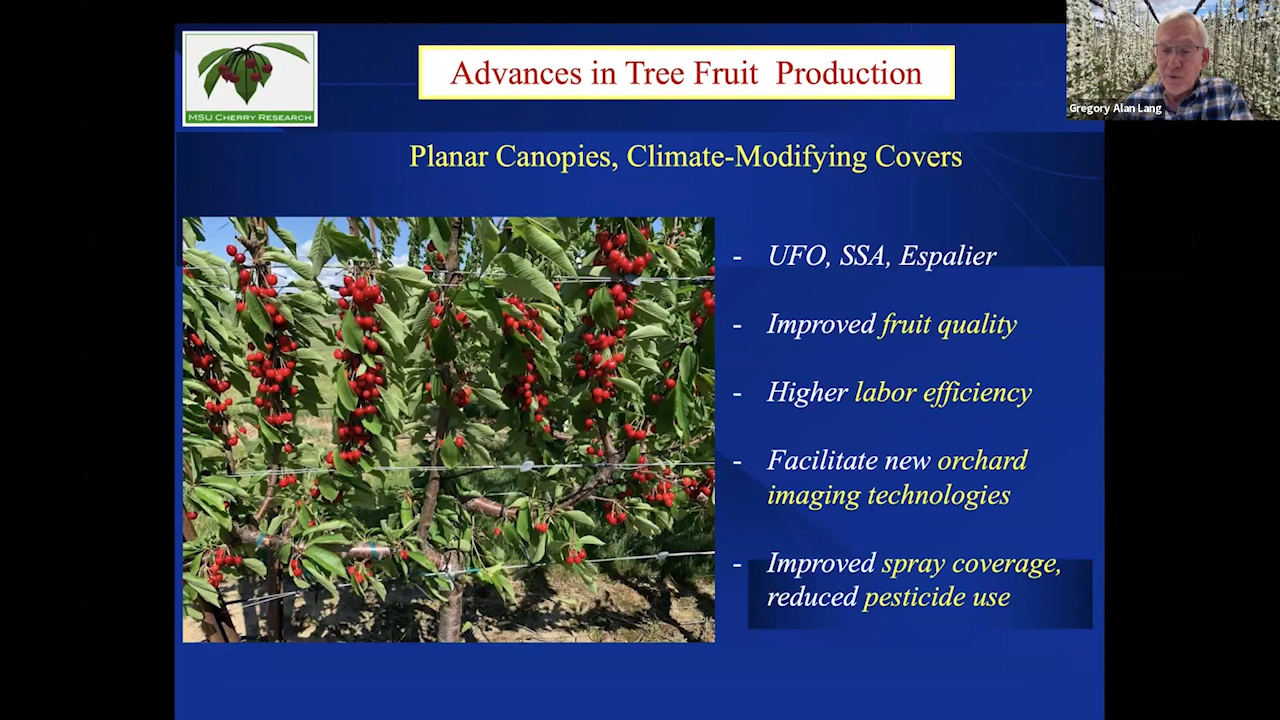 MSU Cherry Research
Advances in Tree Fruit Production
Gregory Alan Lang
Planar Canopies, Climate-Modifying Covers
- UFO, SSA, Espalier
- Improved fruit quality
- Higher labor efficiency
- Facilitate new orchard
imaging technologies
- Improved spray coverage,
reduced pesticide use